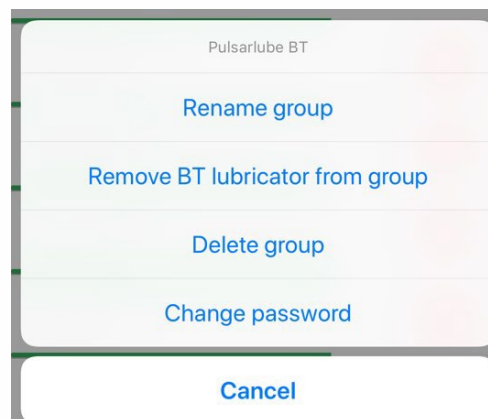 Pulsarlube BT
Rename group
Remove BT lubricator from group
Delete group
Change password
Cancel